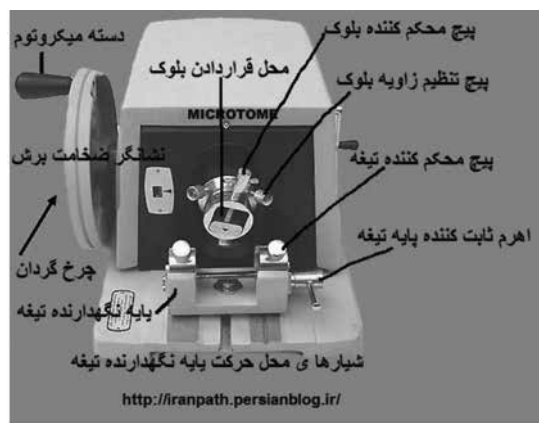 دسته میکروتوم
پیچ محکم کننده بلوک
محل قراردادن بلوک
پیچ تنظیم زاویه بلوک
MICROTOME
نشانگر ضخامت برش
پیچ محکم کننده تیغه
اهرم ثابت کننده پایه تیغه
چرخ گردان
پایه نگهدارنده تیغه
شیارها ی محل حرکت پایه نگهدارنده تیغه
http://iranpath.persianblog.ir/